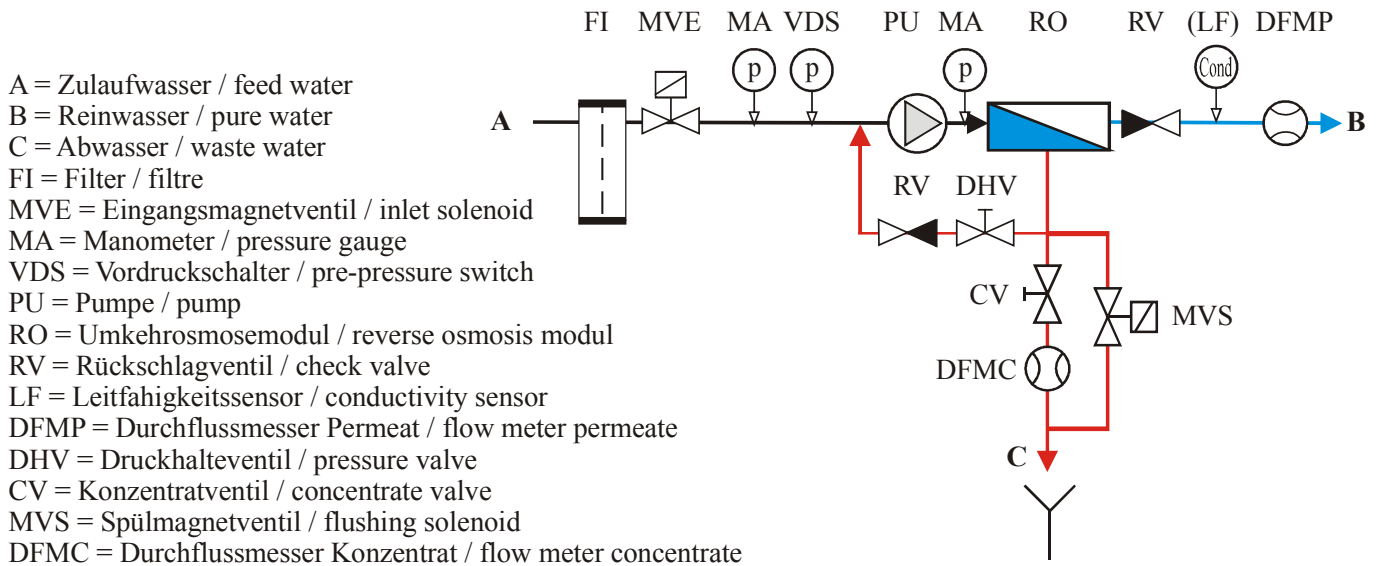 FI MVE MA VDS PU MA RO RV (LF) DFMP
p p p Cond
A = Zulaufwasser / feed water
B = Reinwasser / pure water
C = Abwasser / waste water
FI = Filter / filtre
MVE = Eingangsmagnetventil / inlet solenoid
MA = Manometer / pressure gauge
VDS = Vordruckschalter / pre-pressure switch
PU = Pumpe / pump
RO = Umkehrosmosemodul / reverse osmosis modul
RV = Rückschlagventil / check valve
LF = Leitfahigkeitssensor / conductivity sensor
DFMP = Durchflussmesser Permeat / flow meter permeate
DHV = Druckhalteventil / pressure valve
CV = Konzentratventil / concentrate valve
MVS = Spülmagnetventil / flushing solenoid
DFMC = Durchflussmesser Konzentrat / flow meter concentrate
A B
RV DHV
CV MVS
DFMC
C